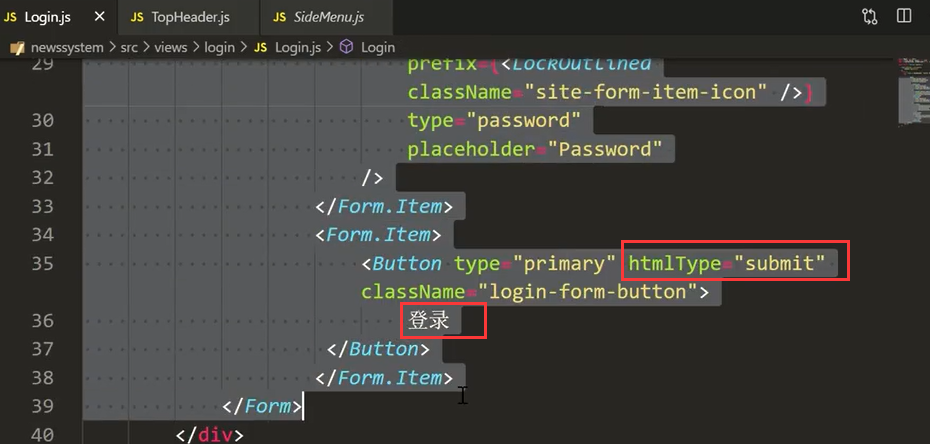 Login.js × TopHeader.js SideMenu.js
newssystem > src > views > login > JS Login.js > Login
29 prefix={<LockOutlined
className="site-form-item-icon" />}
30 type="password"
31 placeholder="Password"
32 />
33 </Form.Item>
34 <Form.Item>
35 <Button type="primary" htmlType="submit"
className="login-form-button">
36 登录
37 </Button>
38 </Form.Item>
39 </Form>
40 </div>